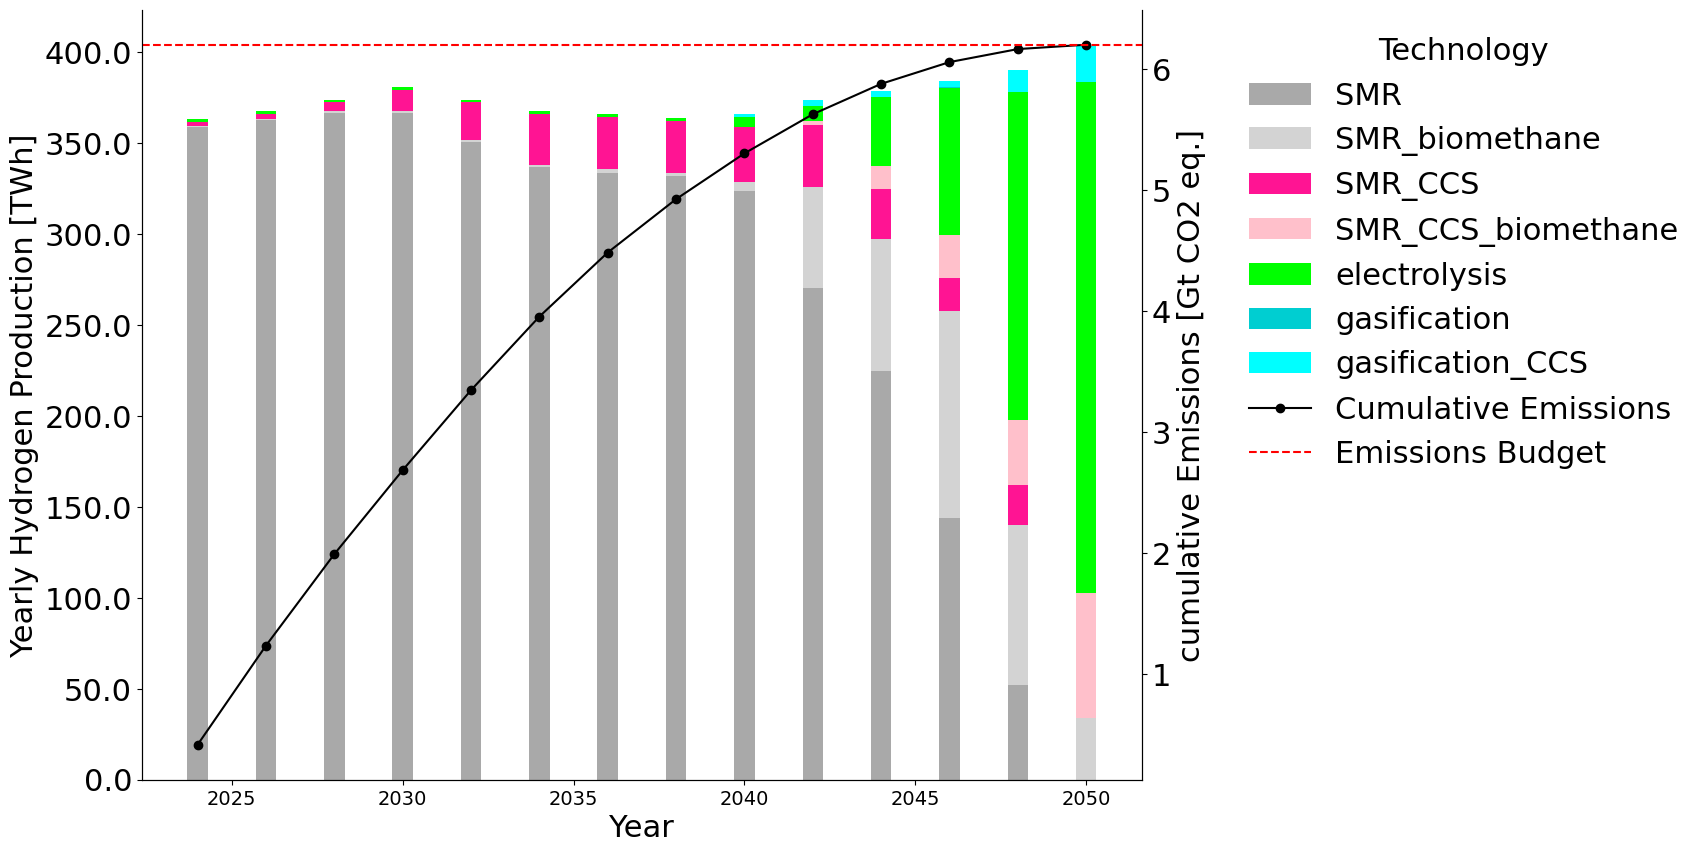 Yearly Hydrogen Production [TWh]
400.0
350.0
300.0
250.0
200.0
150.0
100.0
50.0
0.0
2025
2030
2035
2040
2045
2050
Year
6
5
4
3
2
1
cumulative Emissions [Gt CO2 eq.]
Technology
SMR
SMR_biomethane
SMR_CCS
SMR_CCS_biomethane
electrolysis
gasification
gasification_CCS
Cumulative Emissions
Emissions Budget